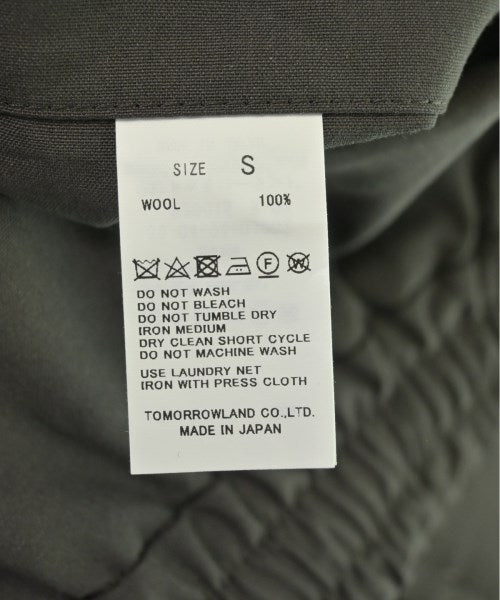 SIZE S
WOOL 100%
F W
DO NOT WASH
DO NOT BLEACH
DO NOT TUMBLE DRY
IRON MEDIUM
DRY CLEAN SHORT CYCLE
DO NOT MACHINE WASH
USE LAUNDRY NET
IRON WITH PRESS CLOTH
TOMORROWLAND CO.,LTD.
MADE IN JAPAN